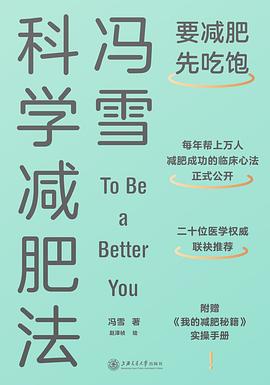 冯雪
科学减肥法
要减肥
先吃饱
每年帮上万人
减肥成功的临床心法
正式公开
To Be
a
Better
You
二十位医学权威
联袂推荐
冯雪 著
赵泽祯 绘
附赠
《我的减肥秘籍》
实操手册
上海交通大学出版社